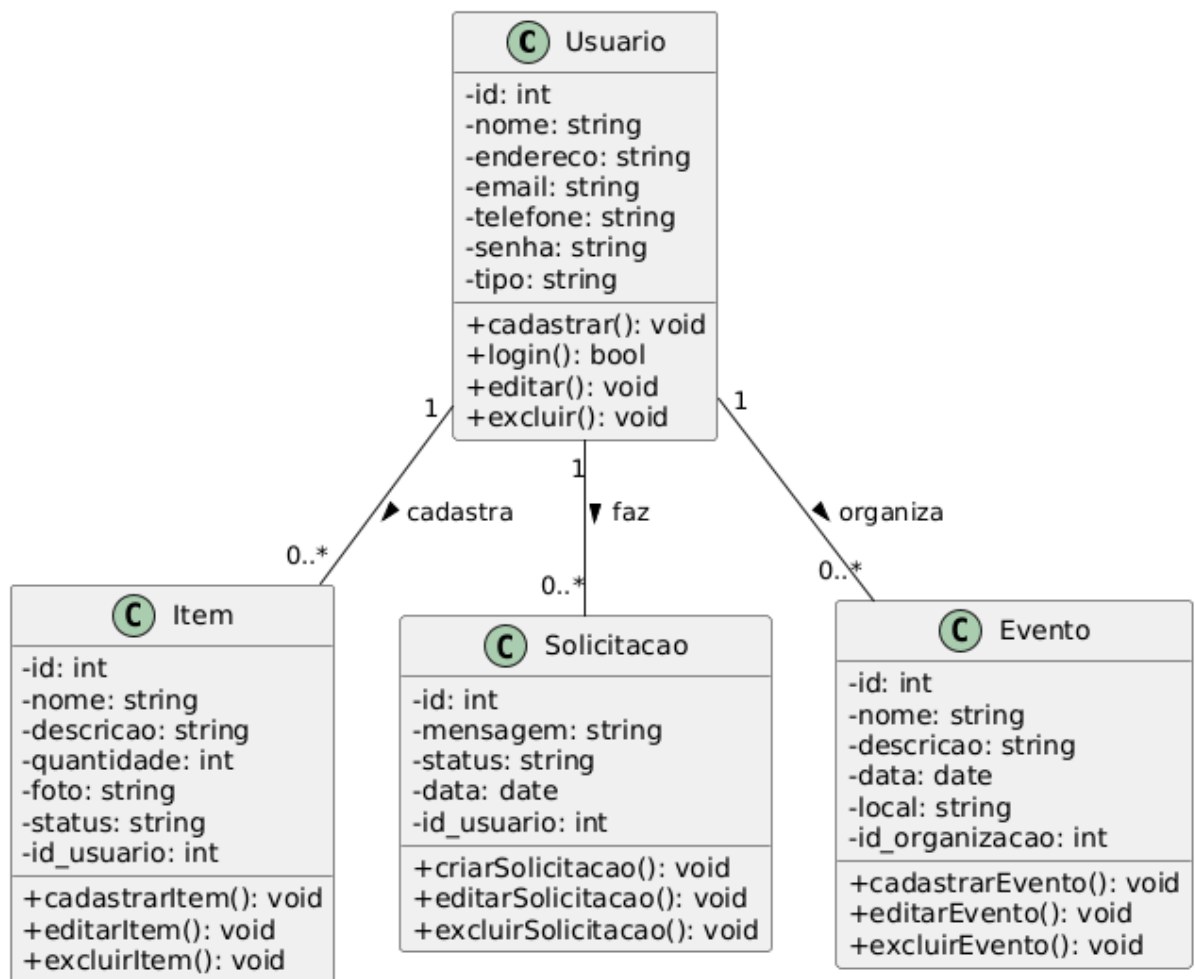 C Usuario
-id: int
-nome: string
-endereco: string
-email: string
-telefone: string
-senha: string
-tipo: string
+cadastrar(): void
+login(): bool
+editar(): void
+excluir(): void
1
1
1
cadastra
faz
organiza
0..*
0..*
0..*
C Item
-id: int
-nome: string
-descricao: string
-quantidade: int
-foto: string
-status: string
-id_usuario: int
+cadastrarItem(): void
+editarItem(): void
+excluirItem(): void
C Solicitacao
-id: int
-mensagem: string
-status: string
-data: date
-id_usuario: int
+criarSolicitacao(): void
+editarSolicitacao(): void
+excluirSolicitacao(): void
C Evento
-id: int
-nome: string
-descricao: string
-data: date
-local: string
-id_organizacao: int
+cadastrarEvento(): void
+editarEvento(): void
+excluirEvento(): void